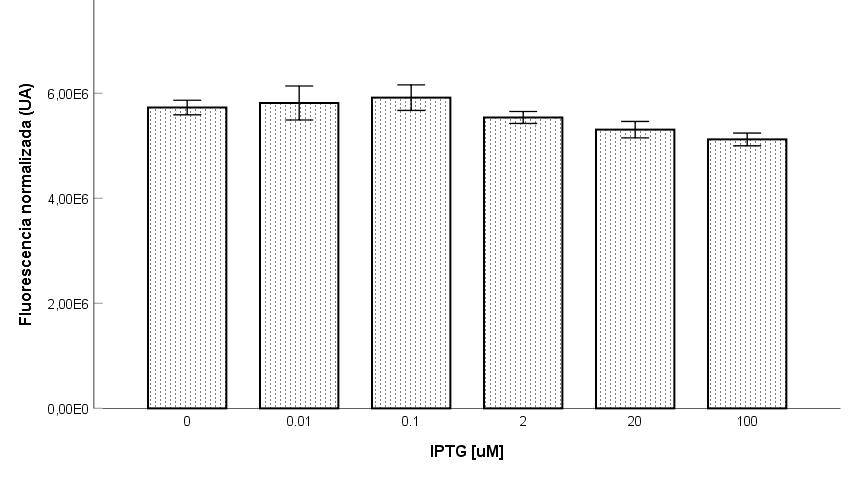 Fluorescencia normalizada (UA)
6,00E6
4,00E6
2,00E6
0,00E0
0 0.01 0.1 2 20 100
IPTG [uM]